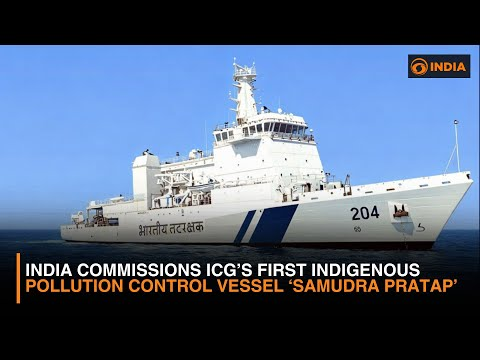 INDIA
भारतीय तटरक्षक
204
INDIA COMMISSIONS ICG'S FIRST INDIGENOUS
POLLUTION CONTROL VESSEL ‘SAMUDRA PRATAP’